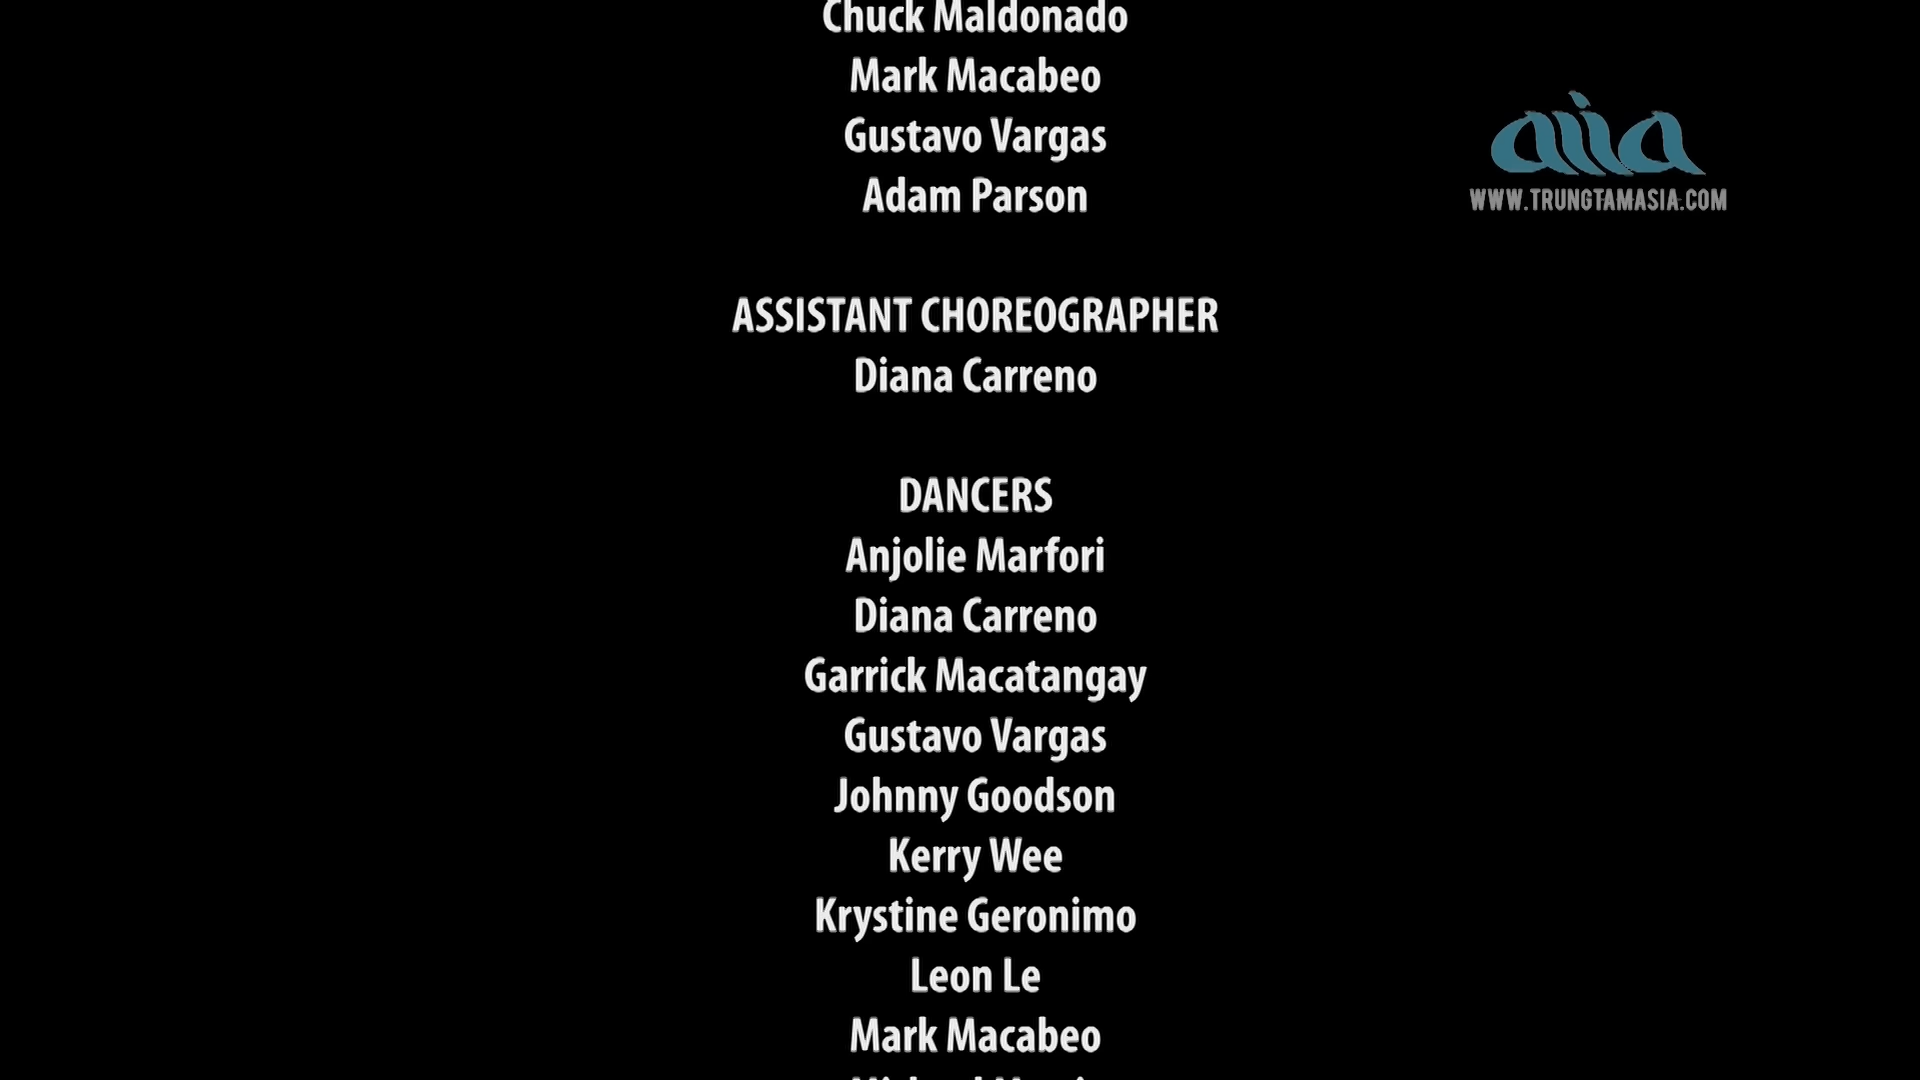 Chuck Maldonado
Mark Macabeo
Gustavo Vargas
Adam Parson
asia
WWW.TRUNGTAMASIA.COM
ASSISTANT CHOREOGRAPHER
Diana Carreno
DANCERS
Anjolie Marfori
Diana Carreno
Garrick Macatangay
Gustavo Vargas
Johnny Goodson
Kerry Wee
Krystine Geronimo
Leon Le
Mark Macabeo